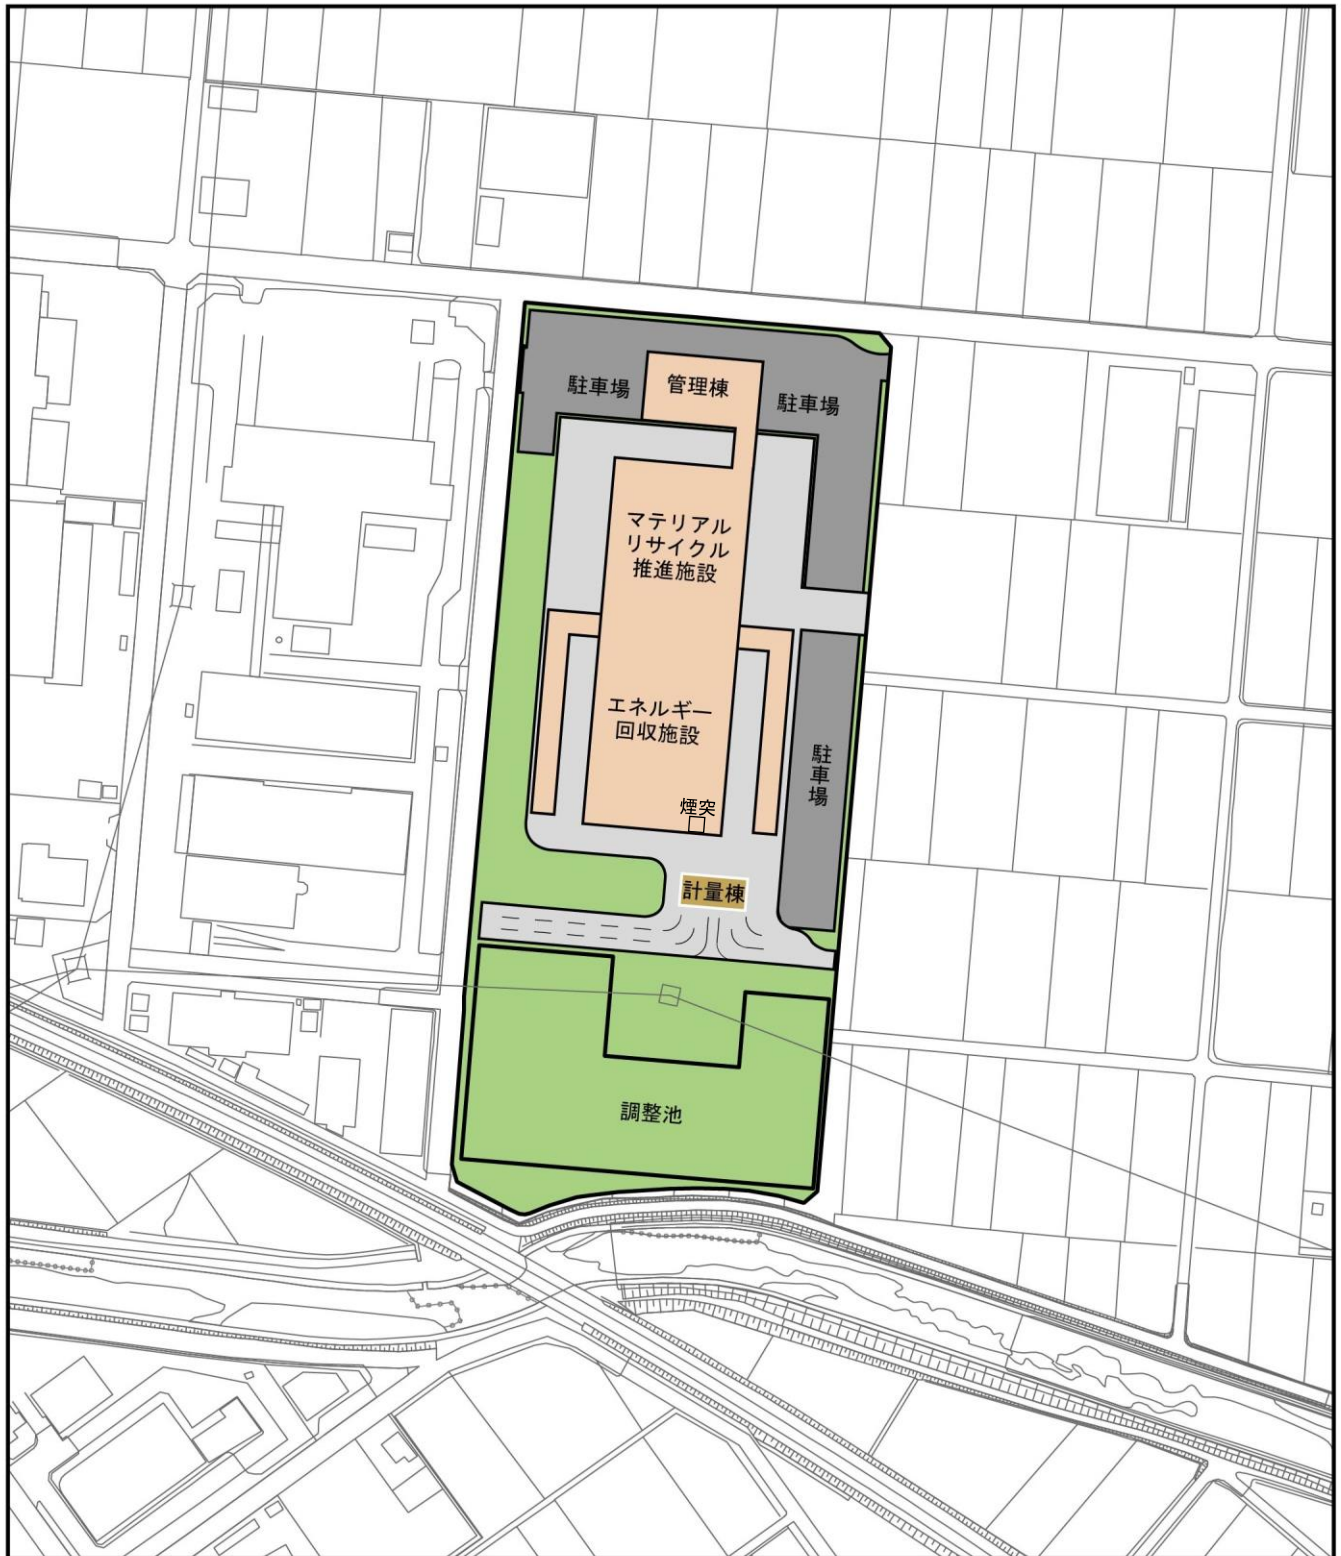 駐車場
管理棟
駐車場
マテリアル
リサイクル
推進施設
エネルギー
回収施設
駐車場
煙突
計量棟
調整池